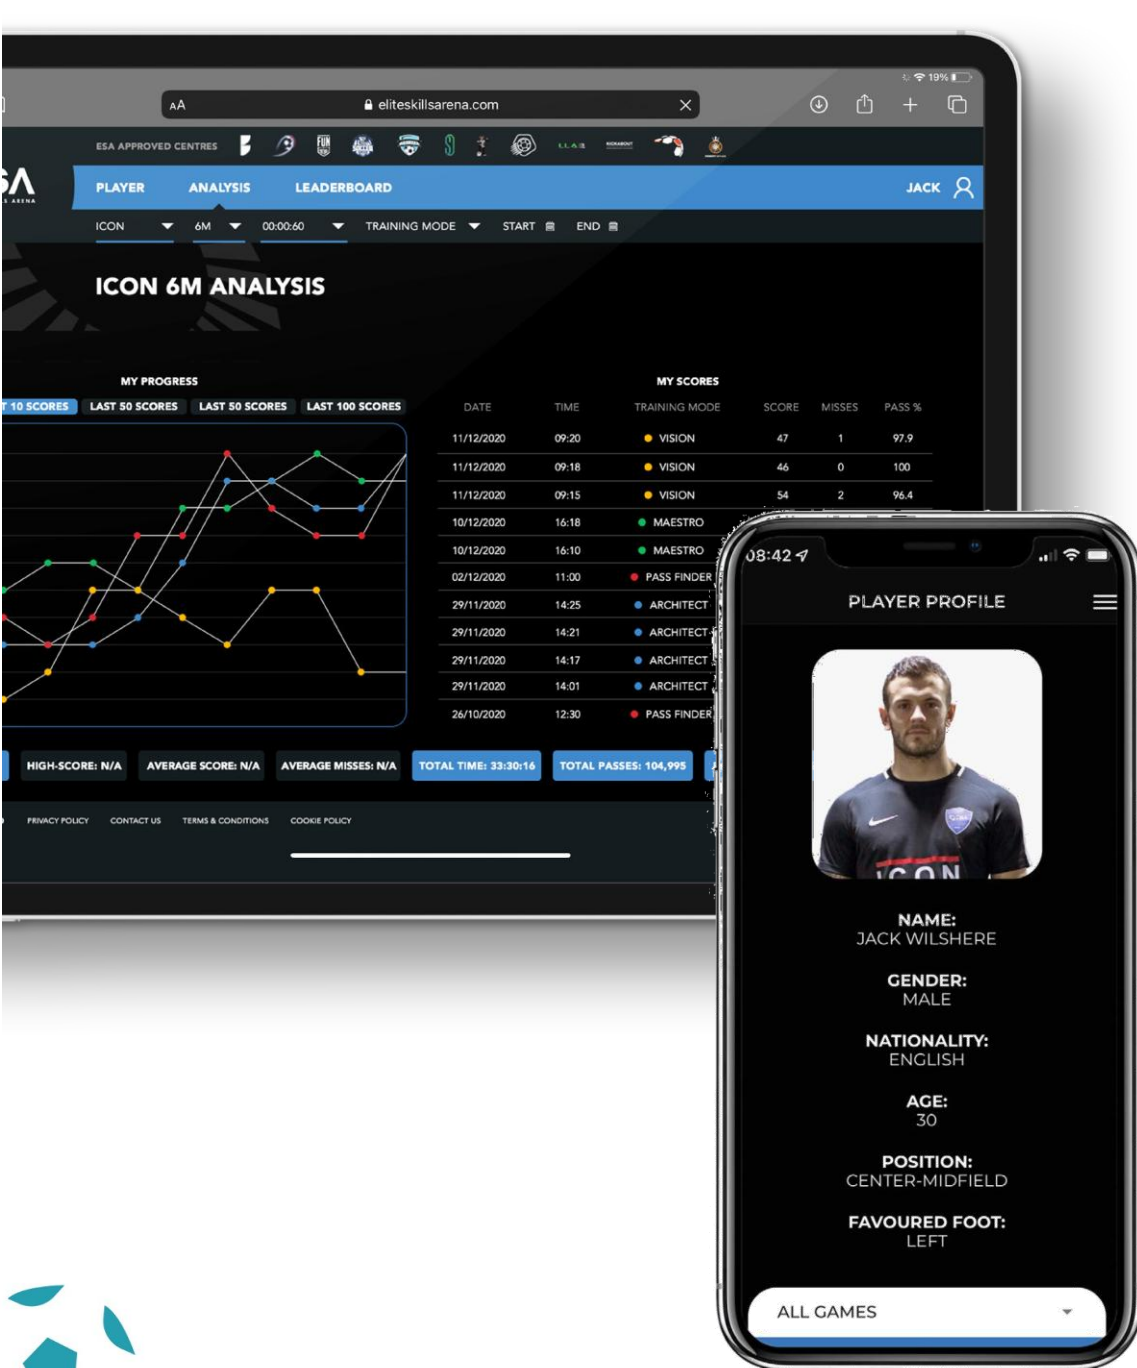 19%
AA
eliteskillsarena.com
ESA APPROVED CENTRES
FUN
LLAB
PLAYER ANALYSIS LEADERBOARD
JACK
ICON 6M 00:00:60 TRAINING MODE START END
ICON 6M ANALYSIS
MY PROGRESS
10 SCORES LAST 50 SCORES LAST 50 SCORES LAST 100 SCORES
MY SCORES
DATE TIME TRAINING MODE SCORE MISSES PASS %
11/12/2020 09:20 VISION 47 1 97.9
11/12/2020 09:18 VISION 46 0 100
11/12/2020 09:15 VISION 54 2 96.4
10/12/2020 16:18 MAESTRO
10/12/2020 16:10 MAESTRO
02/12/2020 11:00 PASS FINDER
29/11/2020 14:25 ARCHITECT
29/11/2020 14:21 ARCHITECT
29/11/2020 14:17 ARCHITECT
29/11/2020 14:01 ARCHITECT
26/10/2020 12:30 PASS FINDER
HIGH-SCORE: N/A AVERAGE SCORE: N/A AVERAGE MISSES: N/A TOTAL TIME: 33:30:16 TOTAL PASSES: 104,995
PRIVACY POLICY CONTACT US TERMS & CONDITIONS COOKIE POLICY
08:42
PLAYER PROFILE
ICON
NAME:
JACK WILSHERE
GENDER:
MALE
NATIONALITY:
ENGLISH
AGE:
30
POSITION:
CENTER-MIDFIELD
FAVOURED FOOT:
LEFT
ALL GAMES